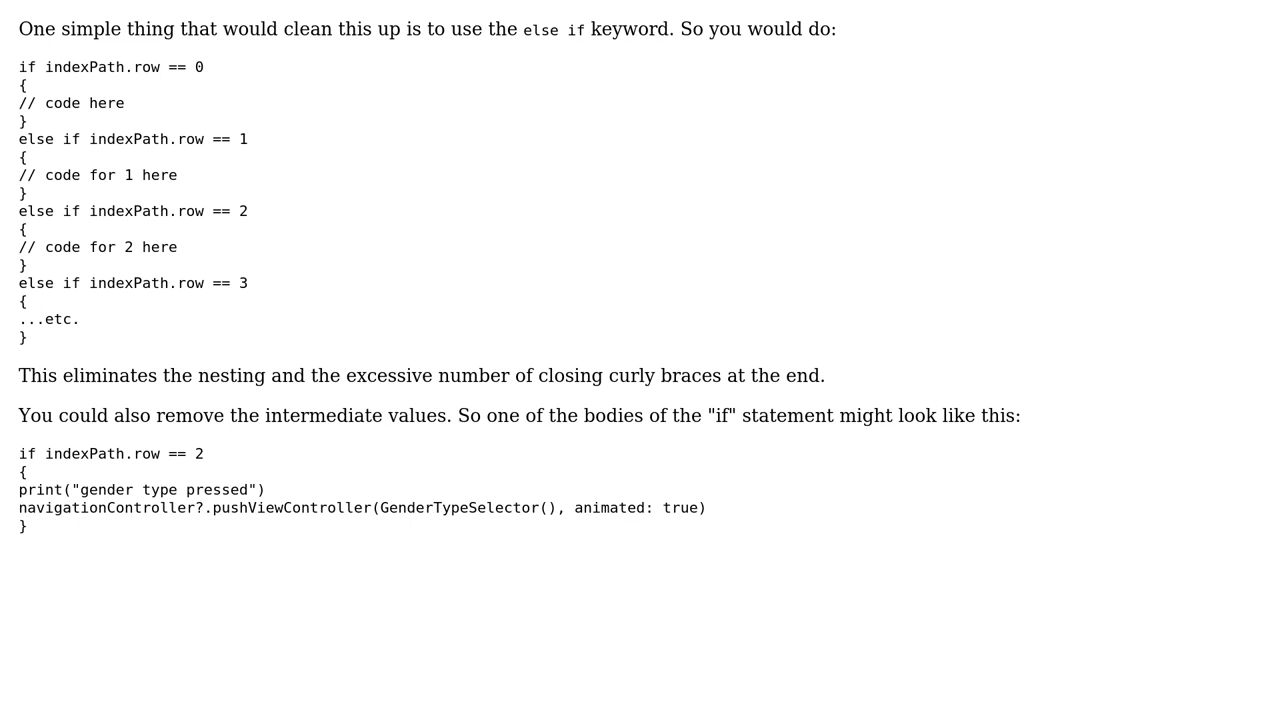 One simple thing that would clean this up is to use the else if keyword. So you would do:
if indexPath.row == 0
{
// code here
}
else if indexPath.row == 1
{
// code for 1 here
}
else if indexPath.row == 2
{
// code for 2 here
}
else if indexPath.row == 3
{
...etc.
}
This eliminates the nesting and the excessive number of closing curly braces at the end.
You could also remove the intermediate values. So one of the bodies of the "if" statement might look like this:
if indexPath.row == 2
{
print("gender type pressed")
navigationController?.pushViewController(GenderTypeSelector(), animated: true)
}